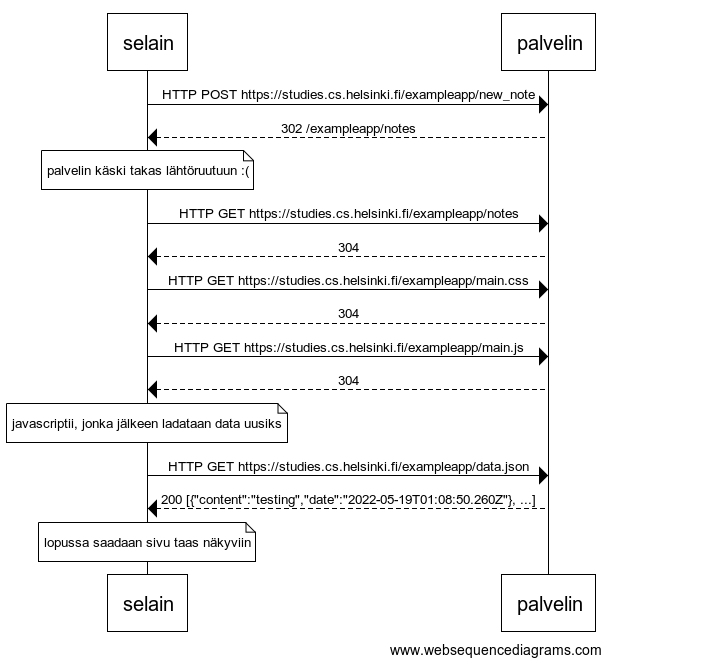 selain
palvelin
HTTP POST https://studies.cs.helsinki.fi/exampleapp/new_note
302 /exampleapp/notes
palvelin käski takas lähtöruutuun :(
HTTP GET https://studies.cs.helsinki.fi/exampleapp/notes
304
HTTP GET https://studies.cs.helsinki.fi/exampleapp/main.css
304
HTTP GET https://studies.cs.helsinki.fi/exampleapp/main.js
304
javascriptii, jonka jälkeen ladataan data uusiks
HTTP GET https://studies.cs.helsinki.fi/exampleapp/data.json
200 [{"content":"testing","date":"2022-05-19T01:08:50.260Z"}, ...]
lopussa saadaan sivu taas näkyviin
selain
palvelin
www.websequencediagrams.com